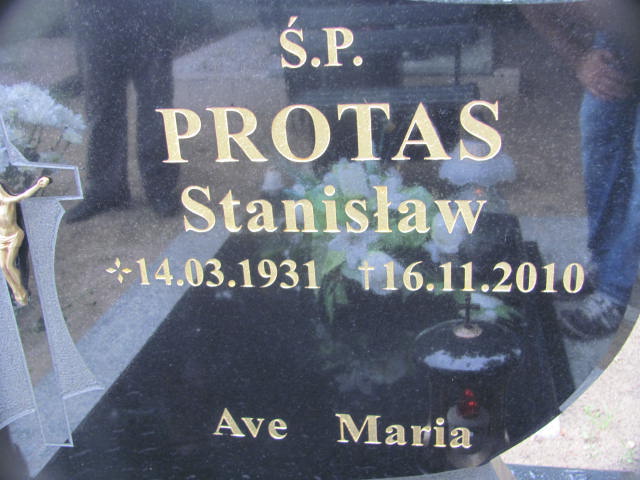 Ś.P.
PROTAS
Stanisław
14.03.1931 †16.11.2010
Ave Maria